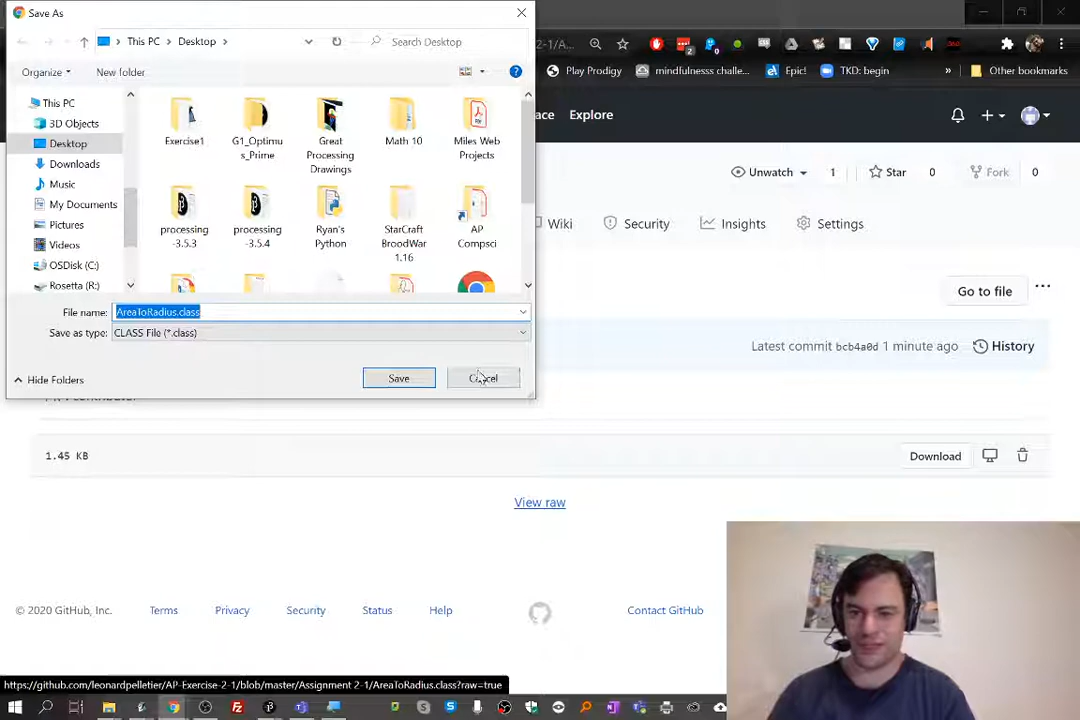 Save As
This PC
Desktop
Search Desktop
2-1/A...
Organize
New folder
Play Prodigy
mindfulnesss challe...
Epic!
TKD: begin
»
Other bookmarks
This PC
3D Objects
Desktop
Downloads
Music
My Documents
Pictures
Videos
OSDisk (C:)
Rosetta (R:)
Exercise1
G1_Optimu
s_Prime
Great
Processing
Drawings
Math 10
Miles Web
Projects
processing
-3.5.3
processing
-3.5.4
Ryan's
Python
StarCraft
BroodWar
1.16
AP
Compsci
ace
Explore
Unwatch
1
Star
0
Fork
0
Wiki
Security
Insights
Settings
File name:
AreaToRadius.class
Save as type:
CLASS File (*.class)
Hide Folders
Save
Cancel
Go to file
Latest commit bcb4a0d 1 minute ago
History
1.45 KB
Download
View raw
© 2020 GitHub, Inc.
Terms
Privacy
Security
Status
Help
Contact GitHub
https://github.com/leonardpelletier/AP-Exercise-2-1/blob/master/Assignment 2-1/AreaToRadius.class?raw=true